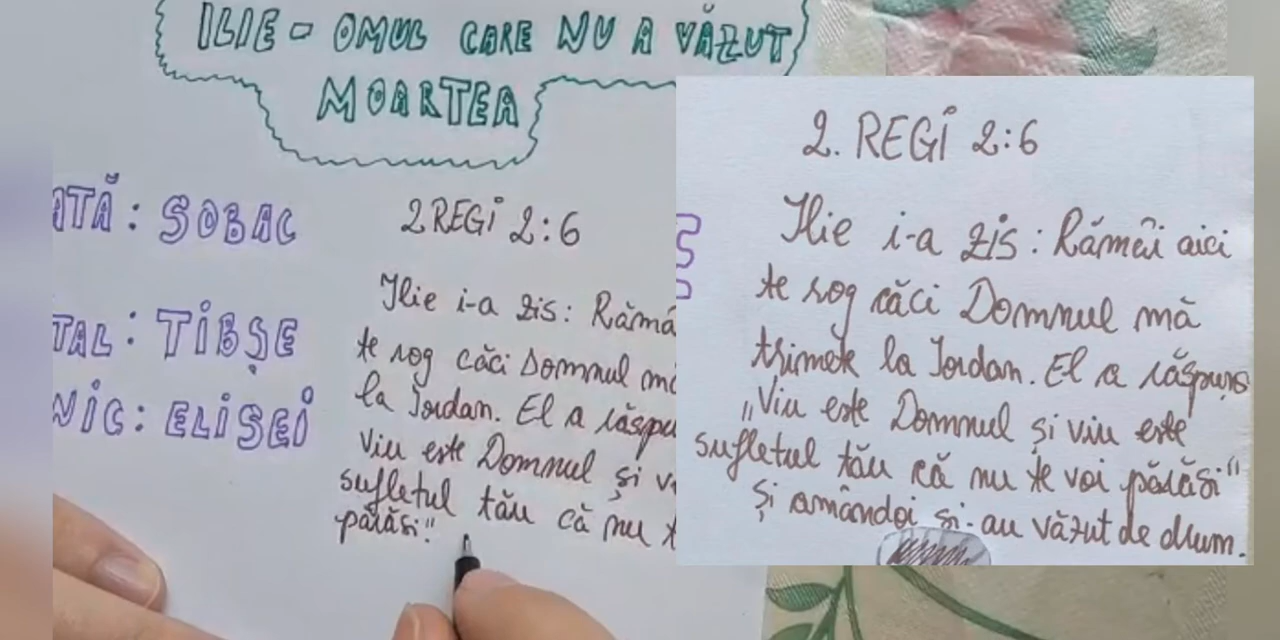 ILIE - OMUL CARE NU A VĂZUT
MOARTEA
ATĂ: SOBAC
TAL: TIBȘE
NIC: ELISEI
2 REGI 2:6
Ilie i-a zis: Rămâ
te rog căci Domnul mă
la Iordan. El a răspu
Viu este Domnul și v
sufletul tău că nu t
părăsi"
2. REGI 2:6
Ilie i-a zis: Rămâi aici
te rog căci Domnul mă
trimete la Iordan. El a răspuns
„Viu este Domnul și viu este
sufletul tău că nu te voi părăsi"
și amândoi și-au văzut de drum.